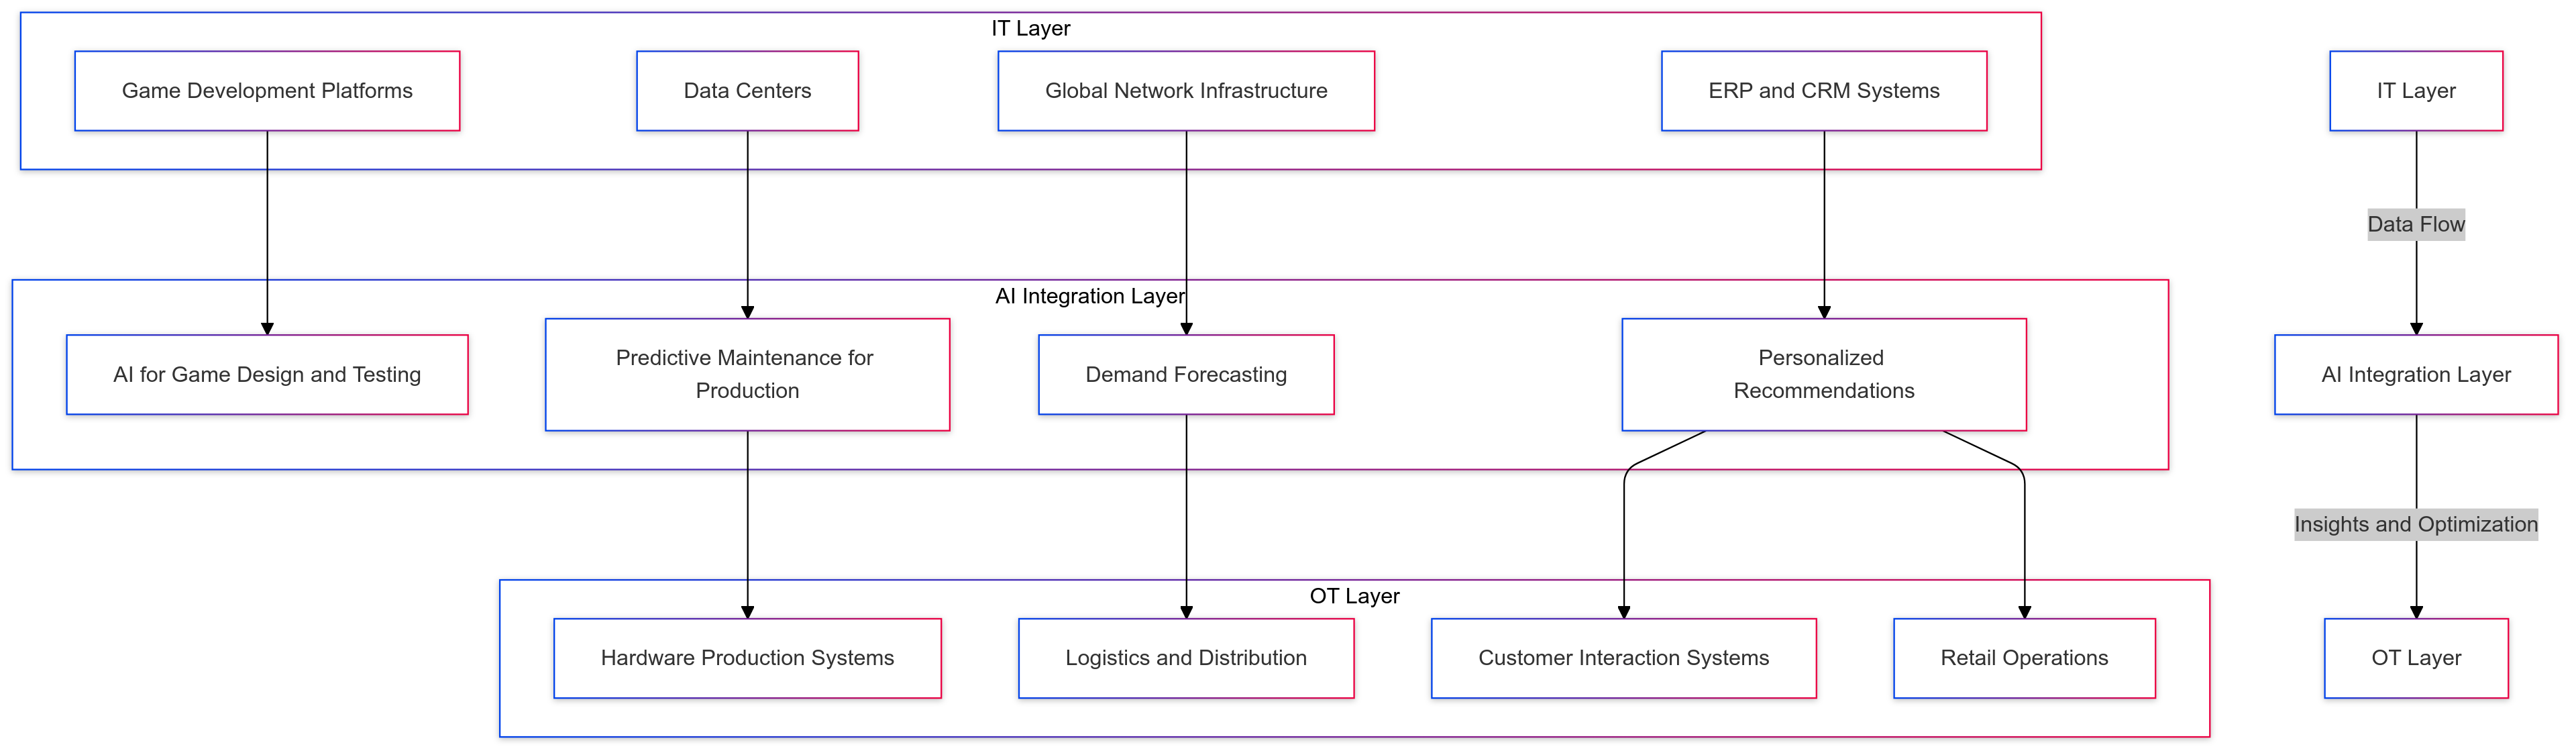 IT Layer
Game Development Platforms
Data Centers
Global Network Infrastructure
ERP and CRM Systems
IT Layer
Data Flow
AI Integration Layer
AI for Game Design and Testing
Predictive Maintenance for
Production
Demand Forecasting
Personalized
Recommendations
AI Integration Layer
Insights and Optimization
OT Layer
Hardware Production Systems
Logistics and Distribution
Customer Interaction Systems
Retail Operations
OT Layer